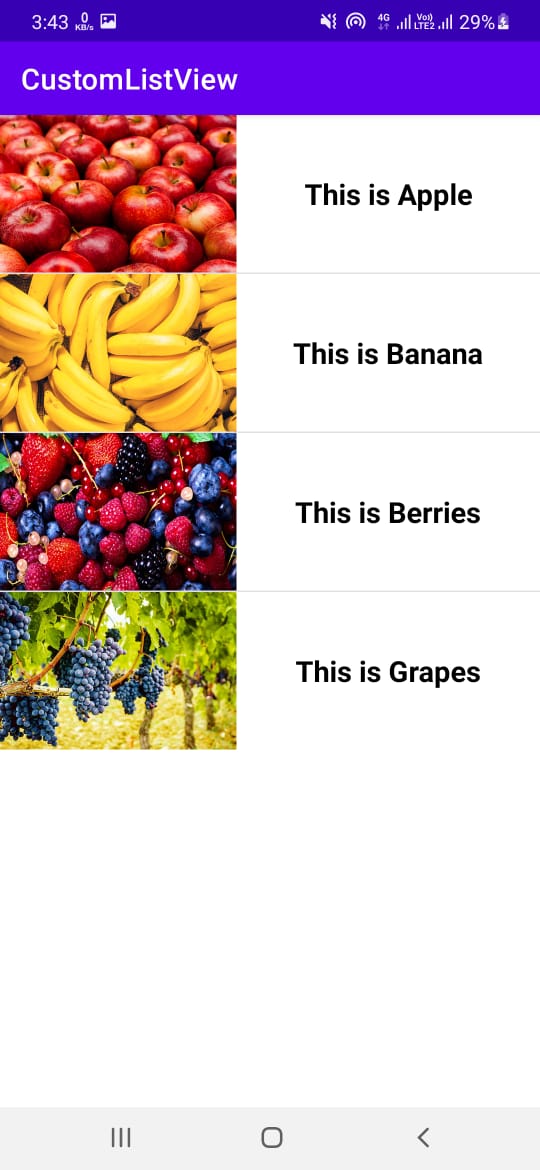 3:43 0 KB/s 4G Vo)) LTE2 29%
CustomListView
This is Apple
This is Banana
This is Berries
This is Grapes